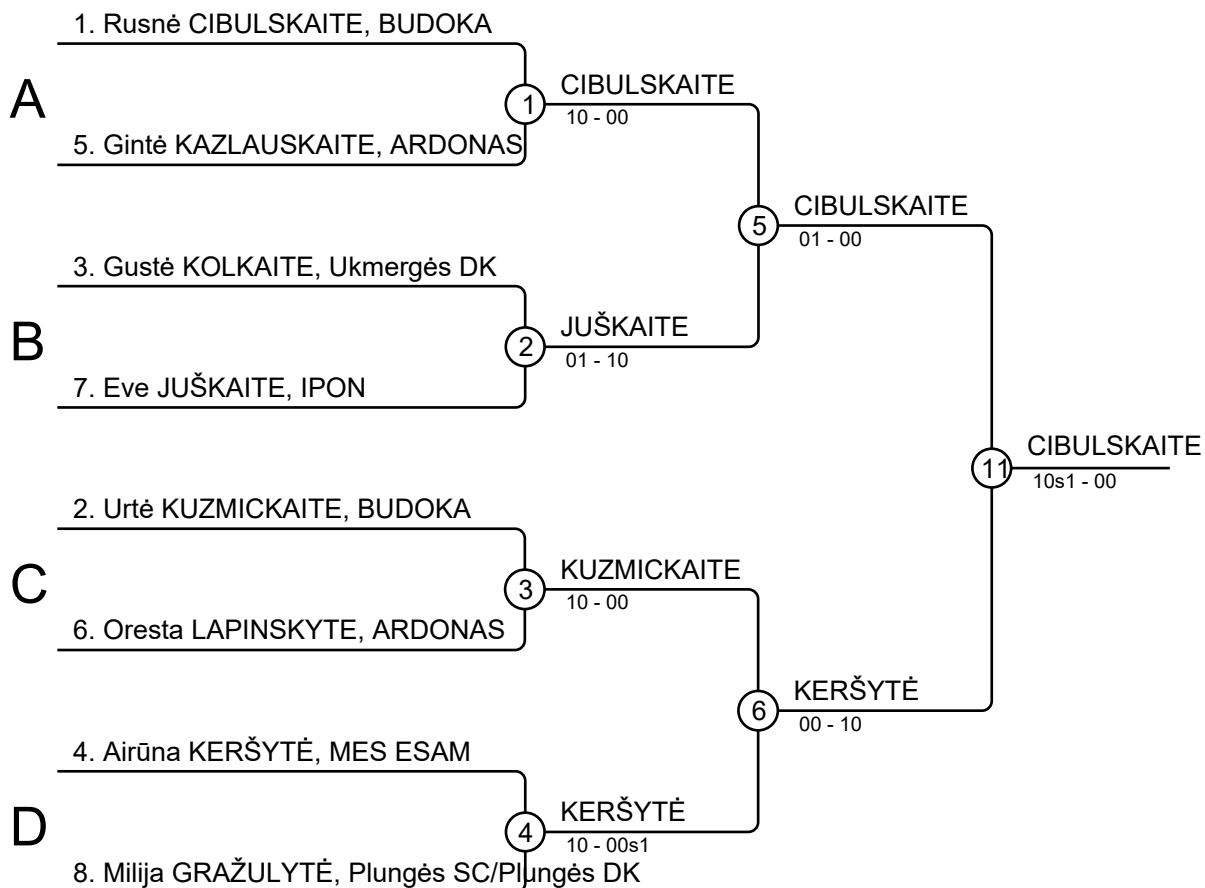 1. Rusnė CIBULSKAITE, BUDOKA
A
1
CIBULSKAITE
10 - 00
5. Gintė KAZLAUSKAITE, ARDONAS
5
CIBULSKAITE
01 - 00
3. Gustė KOLKAITE, Ukmergės DK
B
2
JUŠKAITE
01 - 10
7. Eve JUŠKAITE, IPON
11
CIBULSKAITE
10s1 - 00
2. Urtė KUZMICKAITE, BUDOKA
C
3
KUZMICKAITE
10 - 00
6. Oresta LAPINSKYTE, ARDONAS
6
KERŠYTĖ
00 - 10
4. Airūna KERŠYTĖ, MES ESAM
D
4
KERŠYTĖ
10 - 00s1
8. Milija GRAŽULYTĖ, Plungės SC/Plungės DK